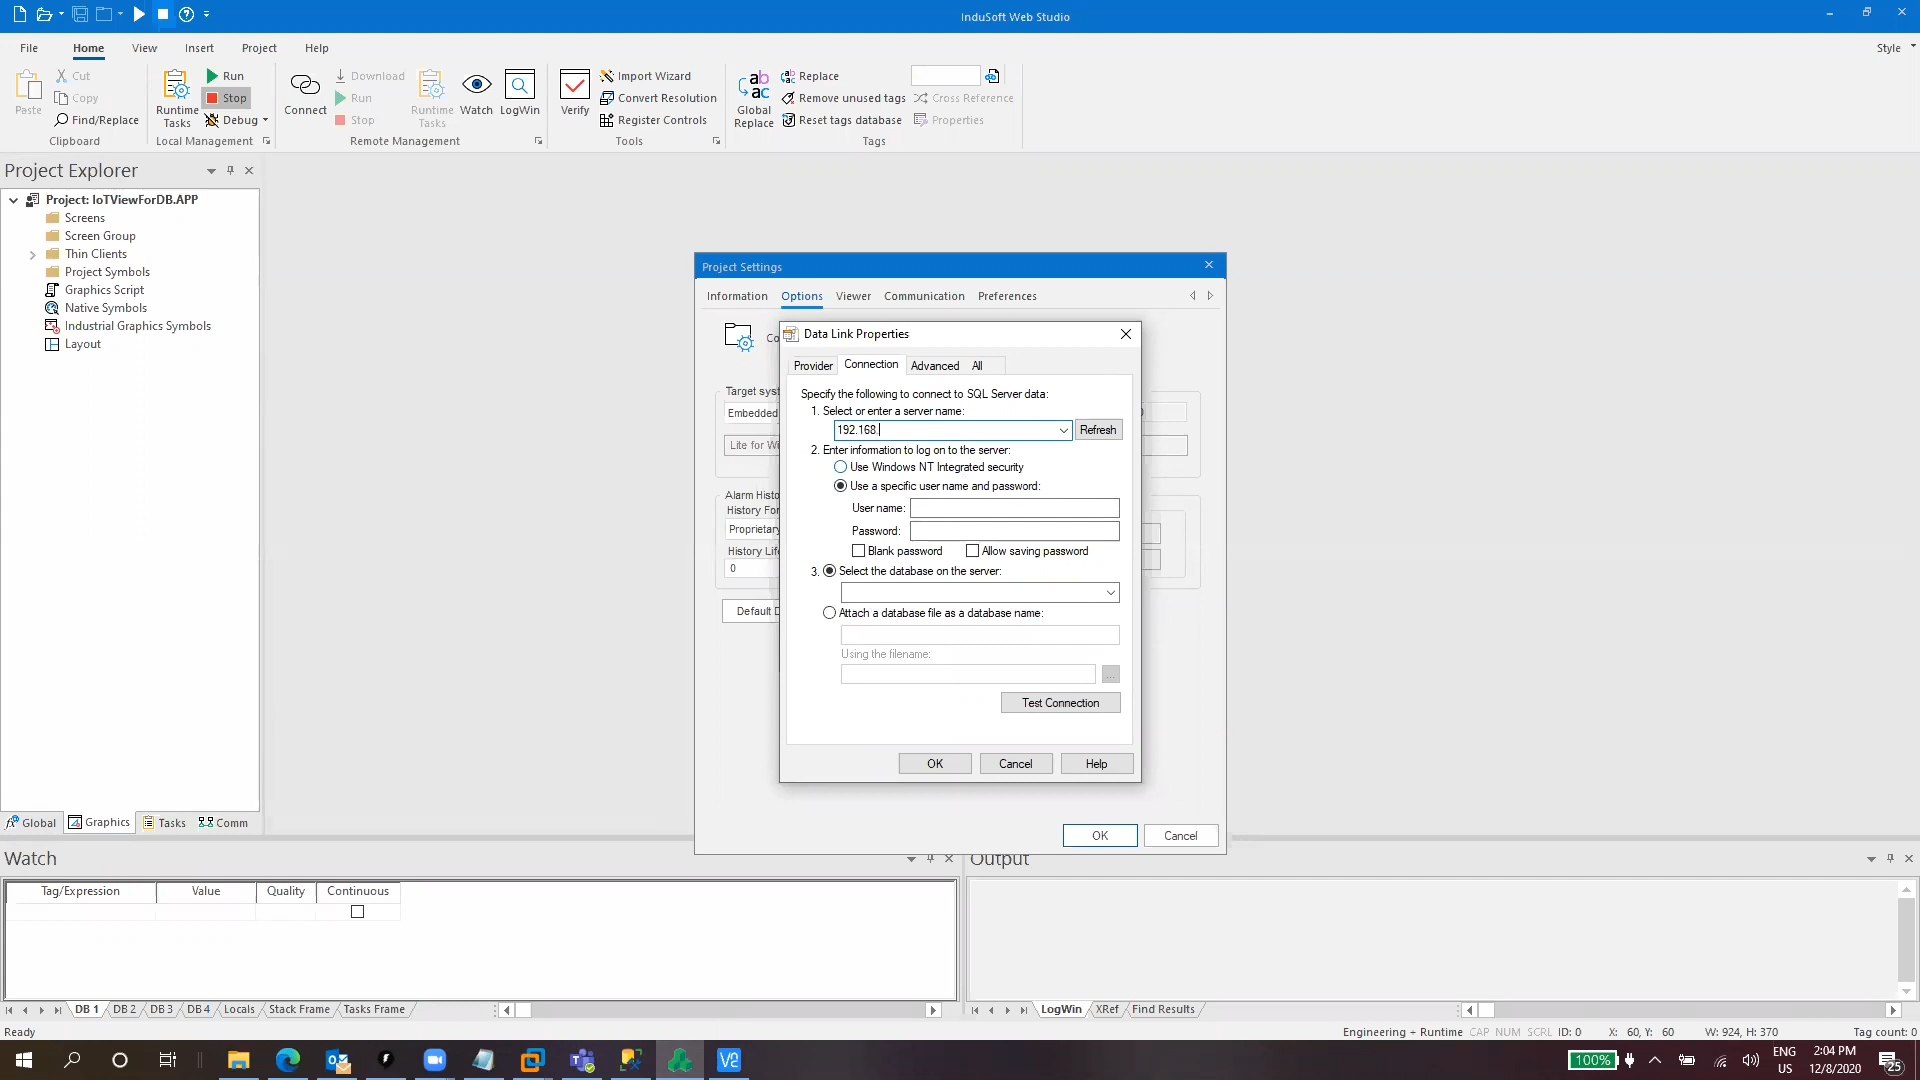 InduSoft Web Studio
File Home View Insert Project Help Style
Paste
Cut
Copy
Find/Replace
Clipboard
Runtime Tasks
Run
Stop
Debug
Local Management
Connect
Download
Run
Stop
Runtime Tasks
Watch
LogWin
Remote Management
Verify
Import Wizard
Convert Resolution
Register Controls
Tools
Global Replace
Replace
Remove unused tags
Reset tags database
Cross Reference
Properties
Tags
Project Explorer
Project: IoTViewForDB.APP
Screens
Screen Group
Thin Clients
Project Symbols
Graphics Script
Native Symbols
Industrial Graphics Symbols
Layout
Global Graphics Tasks Comm
Project Settings
Information Options Viewer Communication Preferences
Co
Target syst
Embedded
Lite for Wi
Alarm Histo
History For
Proprietary
History Life
0
Default D
OK Cancel
Data Link Properties
Provider Connection Advanced All
Specify the following to connect to SQL Server data:
1. Select or enter a server name:
192.168. Refresh
2. Enter information to log on to the server:
Use Windows NT Integrated security
Use a specific user name and password:
User name:
Password:
Blank password Allow saving password
3. Select the database on the server:
Attach a database file as a database name:
Using the filename:
...
Test Connection
OK Cancel Help
Watch
Tag/Expression Value Quality Continuous
DB 1 DB 2 DB 3 DB 4 Locals Stack Frame Tasks Frame
Output
LogWin XRef Find Results
Ready Engineering + Runtime CAP NUM SCRL ID: 0 X: 60, Y: 60 W: 924, H: 370 Tag count: 0
100% ENG US 2:04 PM 12/8/2020 25